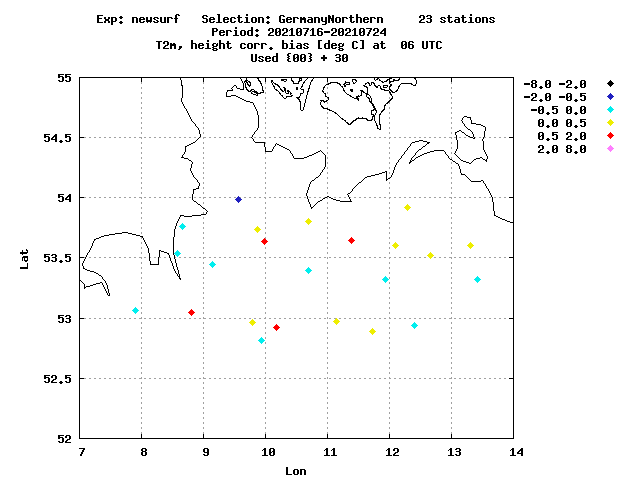 Exp: newsurf   Selection: GermanyNorthern     23 stations
Period: 20210716-20210724
T2m, height corr. bias [deg C] at  06 UTC
Used {00} + 30
-8.0 -2.0
-2.0 -0.5
-0.5 0.0
0.0 0.5
0.5 2.0
2.0 8.0
55
54.5
54
53.5
53
52.5
52
Lat
7 8 9 10 11 12 13 14
Lon